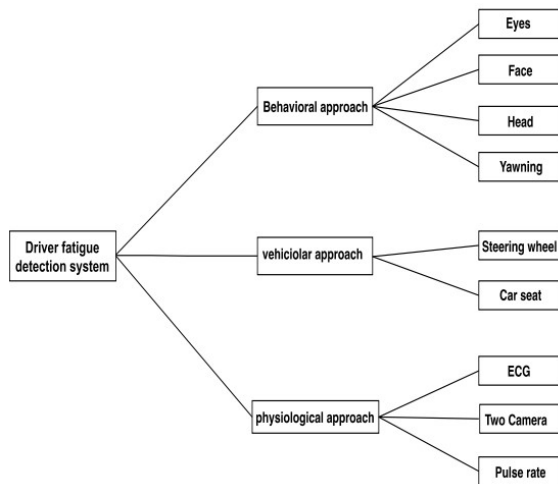 Driver fatigue
detection system
Behavioral approach
Eyes
Face
Head
Yawning
vehiciolar approach
Steering wheel
Car seat
physiological approach
ECG
Two Camera
Pulse rate